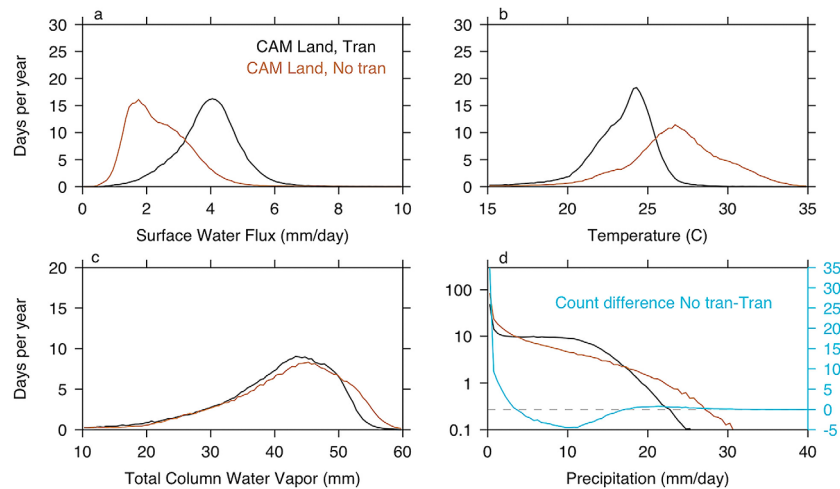 a
30
25
20
15
10
5
0
Days per year
CAM Land, Tran
CAM Land, No tran
0 2 4 6 8 10
Surface Water Flux (mm/day)
b
30
25
20
15
10
5
0
15 20 25 30 35
Temperature (C)
c
20
15
10
5
0
Days per year
10 20 30 40 50 60
Total Column Water Vapor (mm)
d
100
10
1
0.1
Count difference No tran-Tran
35
30
25
20
15
10
5
0
-5
0 10 20 30 40
Precipitation (mm/day)